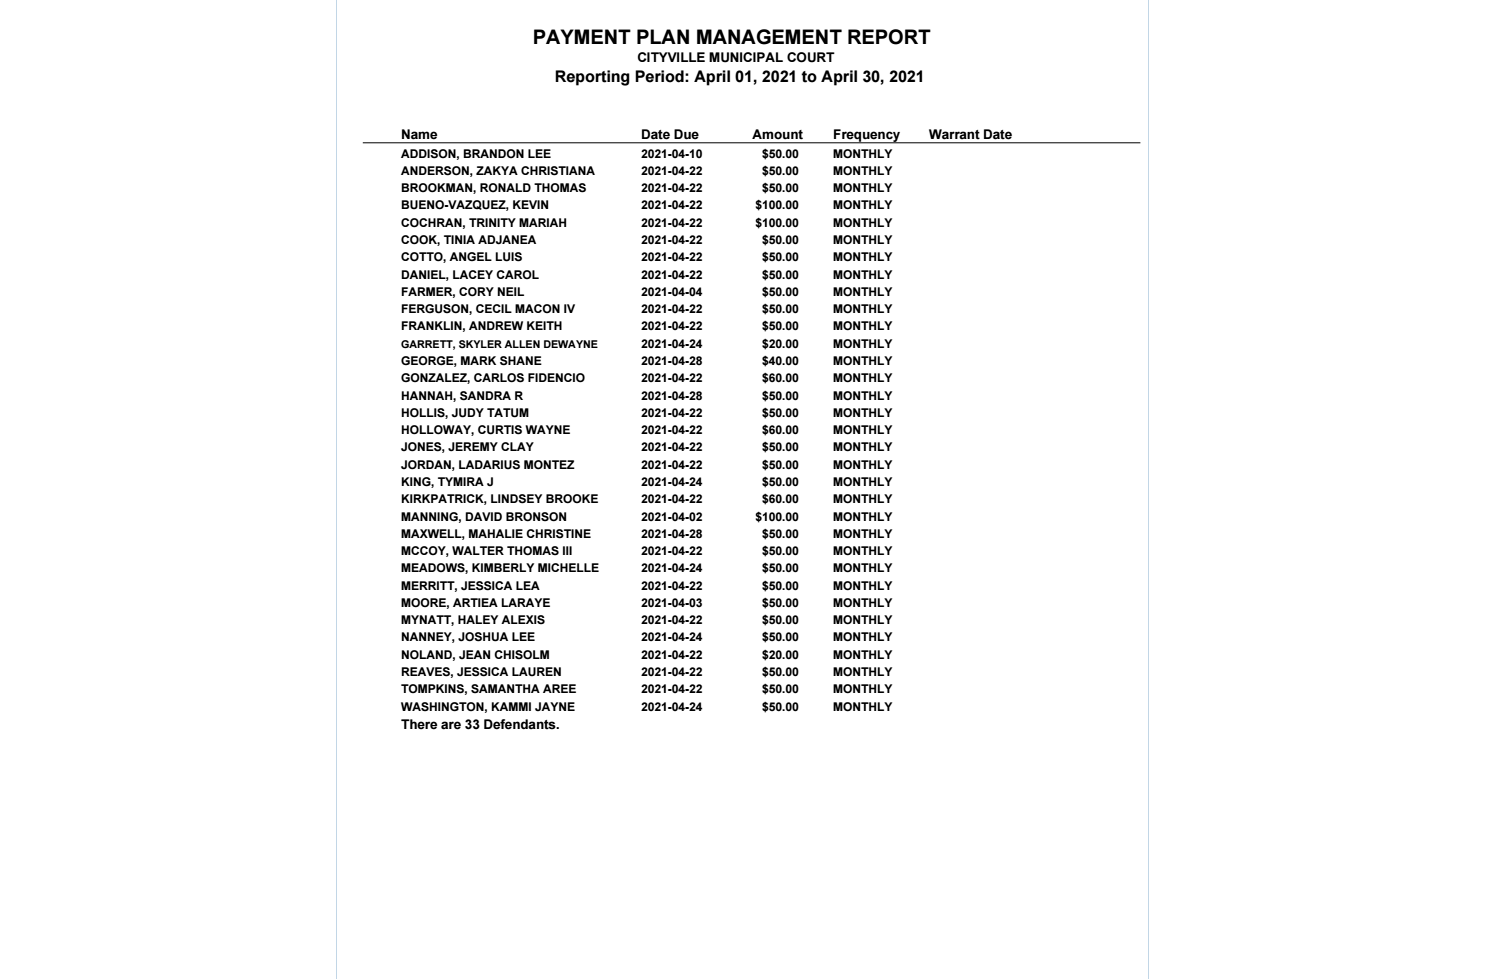 PAYMENT PLAN MANAGEMENT REPORT
CITYVILLE MUNICIPAL COURT
Reporting Period: April 01, 2021 to April 30, 2021
Name Date Due Amount Frequency Warrant Date
ADDISON, BRANDON LEE 2021-04-10 $50.00 MONTHLY
ANDERSON, ZAKYA CHRISTIANA 2021-04-22 $50.00 MONTHLY
BROOKMAN, RONALD THOMAS 2021-04-22 $50.00 MONTHLY
BUENO-VAZQUEZ, KEVIN 2021-04-22 $100.00 MONTHLY
COCHRAN, TRINITY MARIAH 2021-04-22 $100.00 MONTHLY
COOK, TINIA ADJANEA 2021-04-22 $50.00 MONTHLY
COTTO, ANGEL LUIS 2021-04-22 $50.00 MONTHLY
DANIEL, LACEY CAROL 2021-04-22 $50.00 MONTHLY
FARMER, CORY NEIL 2021-04-04 $50.00 MONTHLY
FERGUSON, CECIL MACON IV 2021-04-22 $50.00 MONTHLY
FRANKLIN, ANDREW KEITH 2021-04-22 $50.00 MONTHLY
GARRETT, SKYLER ALLEN DEWAYNE 2021-04-24 $20.00 MONTHLY
GEORGE, MARK SHANE 2021-04-28 $40.00 MONTHLY
GONZALEZ, CARLOS FIDENCIO 2021-04-22 $60.00 MONTHLY
HANNAH, SANDRA R 2021-04-28 $50.00 MONTHLY
HOLLIS, JUDY TATUM 2021-04-22 $50.00 MONTHLY
HOLLOWAY, CURTIS WAYNE 2021-04-22 $60.00 MONTHLY
JONES, JEREMY CLAY 2021-04-22 $50.00 MONTHLY
JORDAN, LADARIUS MONTEZ 2021-04-22 $50.00 MONTHLY
KING, TYMIRA J 2021-04-24 $50.00 MONTHLY
KIRKPATRICK, LINDSEY BROOKE 2021-04-22 $60.00 MONTHLY
MANNING, DAVID BRONSON 2021-04-02 $100.00 MONTHLY
MAXWELL, MAHALIE CHRISTINE 2021-04-28 $50.00 MONTHLY
MCCOY, WALTER THOMAS III 2021-04-22 $50.00 MONTHLY
MEADOWS, KIMBERLY MICHELLE 2021-04-24 $50.00 MONTHLY
MERRITT, JESSICA LEA 2021-04-22 $50.00 MONTHLY
MOORE, ARTIEA LARAYE 2021-04-03 $50.00 MONTHLY
MYNATT, HALEY ALEXIS 2021-04-22 $50.00 MONTHLY
NANNEY, JOSHUA LEE 2021-04-24 $50.00 MONTHLY
NOLAND, JEAN CHISOLM 2021-04-22 $20.00 MONTHLY
REAVES, JESSICA LAUREN 2021-04-22 $50.00 MONTHLY
TOMPKINS, SAMANTHA AREE 2021-04-22 $50.00 MONTHLY
WASHINGTON, KAMMI JAYNE 2021-04-24 $50.00 MONTHLY
There are 33 Defendants.